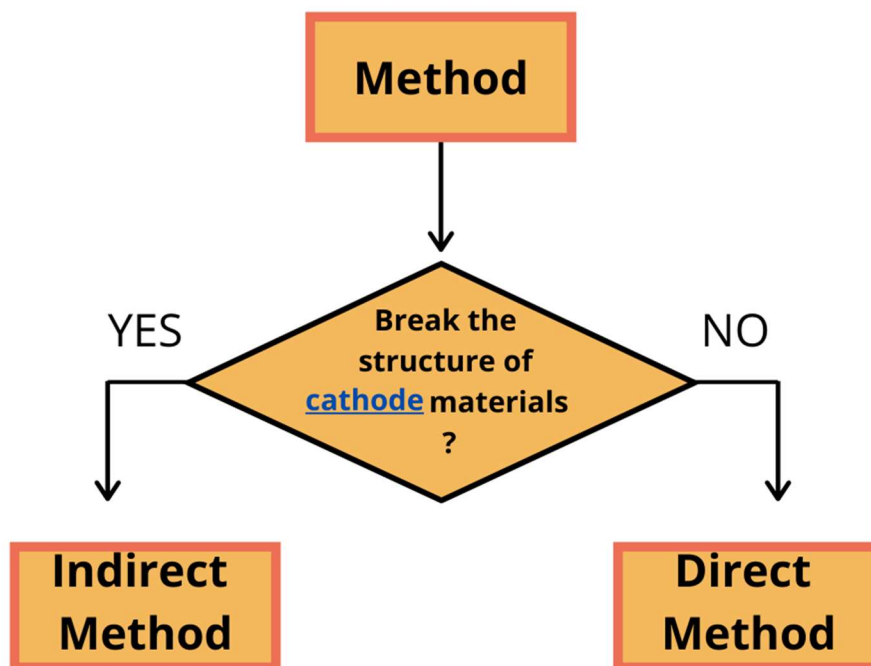 Method
YES
Break the
structure of
cathode materials
?
NO
Indirect
Method
Direct
Method